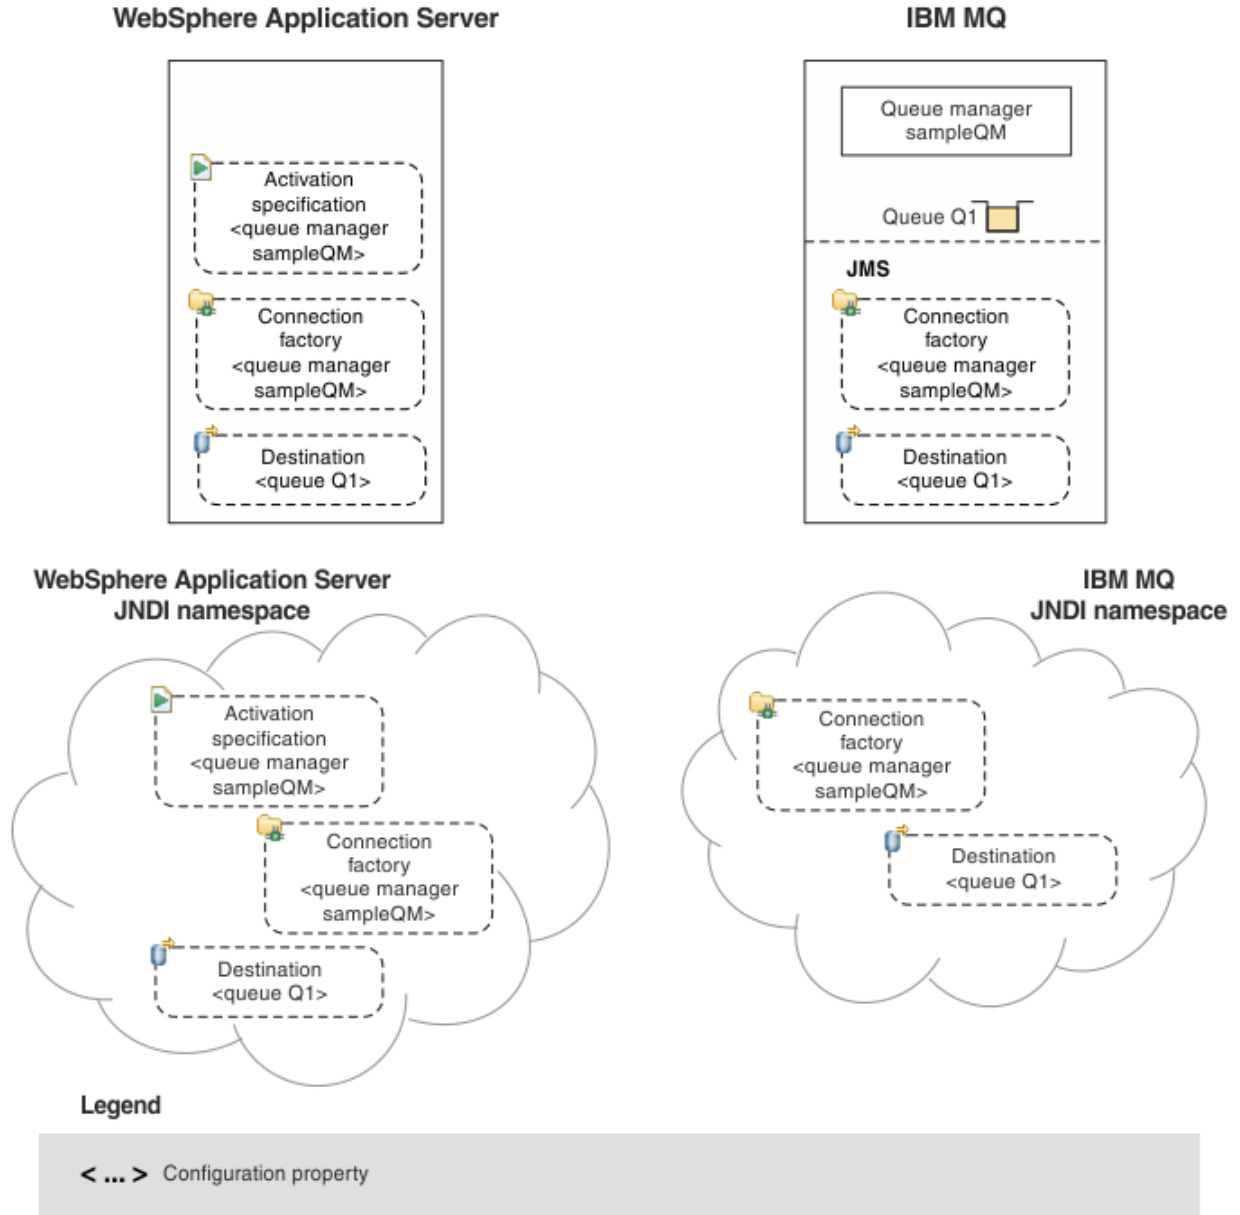 WebSphere Application Server
Activation
specification
<queue manager
sampleQM>
Connection
factory
<queue manager
sampleQM>
Destination
<queue Q1>
IBM MQ
Queue manager
sampleQM
Queue Q1
JMS
Connection
factory
<queue manager
sampleQM>
Destination
<queue Q1>
WebSphere Application Server
JNDI namespace
Activation
specification
<queue manager
sampleQM>
Connection
factory
<queue manager
sampleQM>
Destination
<queue Q1>
IBM MQ
JNDI namespace
Connection
factory
<queue manager
sampleQM>
Destination
<queue Q1>
Legend
< ... > Configuration property